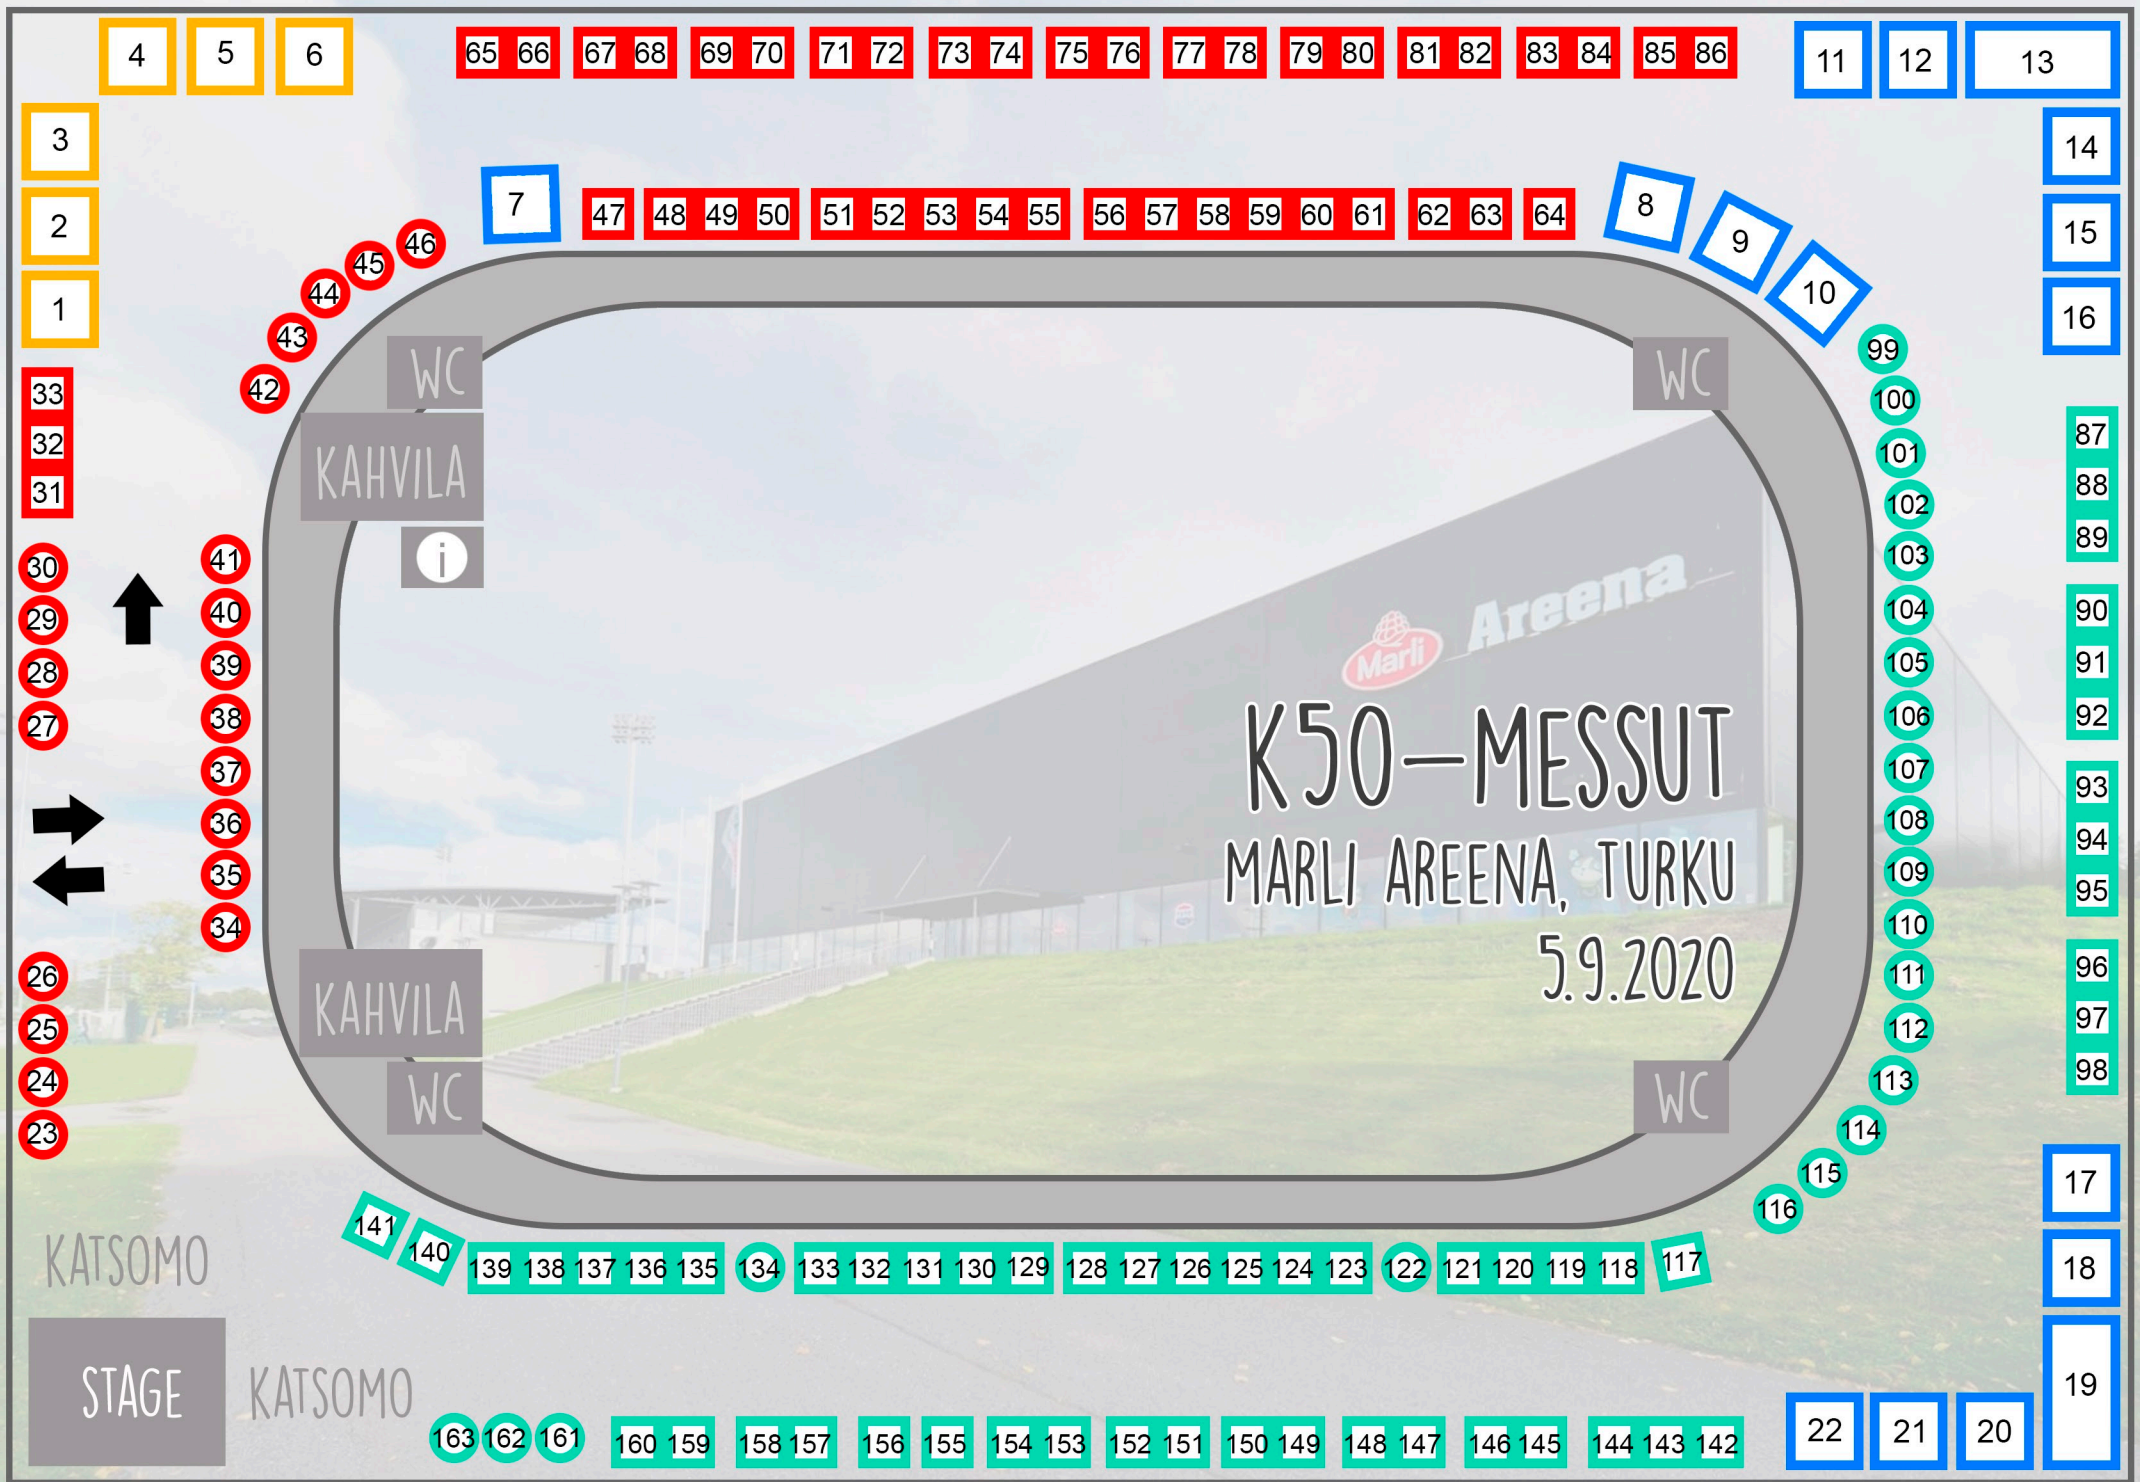 4 5 6 65 66 67 68 69 70 71 72 73 74 75 76 77 78 79 80 81 82 83 84 85 86 11 12 13
3 14
2 7 47 48 49 50 51 52 53 54 55 56 57 58 59 60 61 62 63 64 8 9 15
46
45
44 10
1 16
43 99
42 WC WC 100
33
32 KAHVILA 101 87
31 102 88
41 i 103 89
30
29 40 Areena 104 90
28 39 Marli 105 91
27 38 106 92
K50-MESSUT
37 107 93
36 108 94
MARLI AREENA, TURKU
35 109 95
34 110
5.9.2020
26 111 96
KAHVILA
25 112 97
24 WC WC 113 98
23 114
115 17
116
141
140
KATSOMO 139 138 137 136 135 134 133 132 131 130 129 128 127 126 125 124 123 122 121 120 119 118 117 18
STAGE KATSOMO 19
163 162 161 160 159 158 157 156 155 154 153 152 151 150 149 148 147 146 145 144 143 142 22 21 20